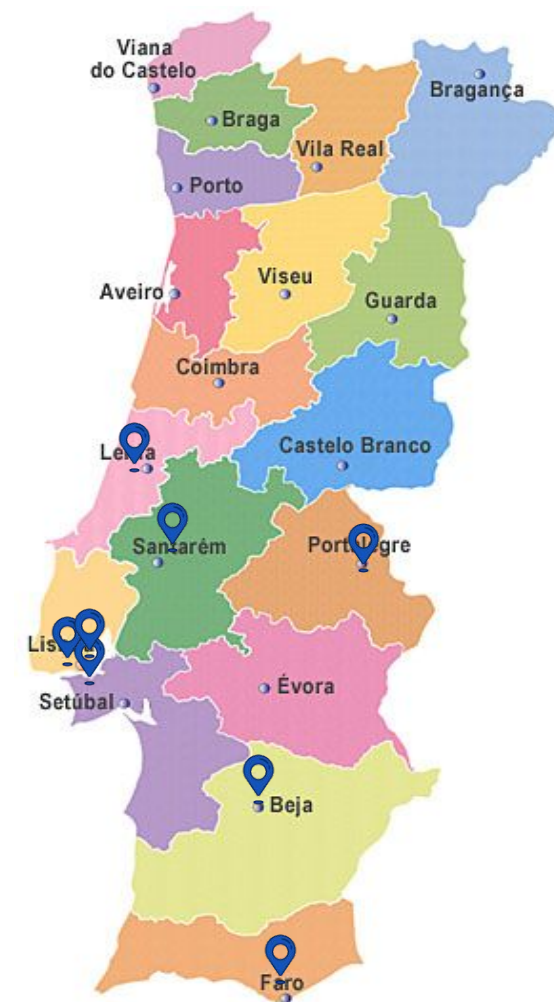 Viana
do Castelo
Bragança
Braga
Vila Real
Porto
Aveiro
Viseu
Guarda
Coimbra
Castelo Branco
Santarém
Portalegre
Setúbal
Évora
Beja
Faro